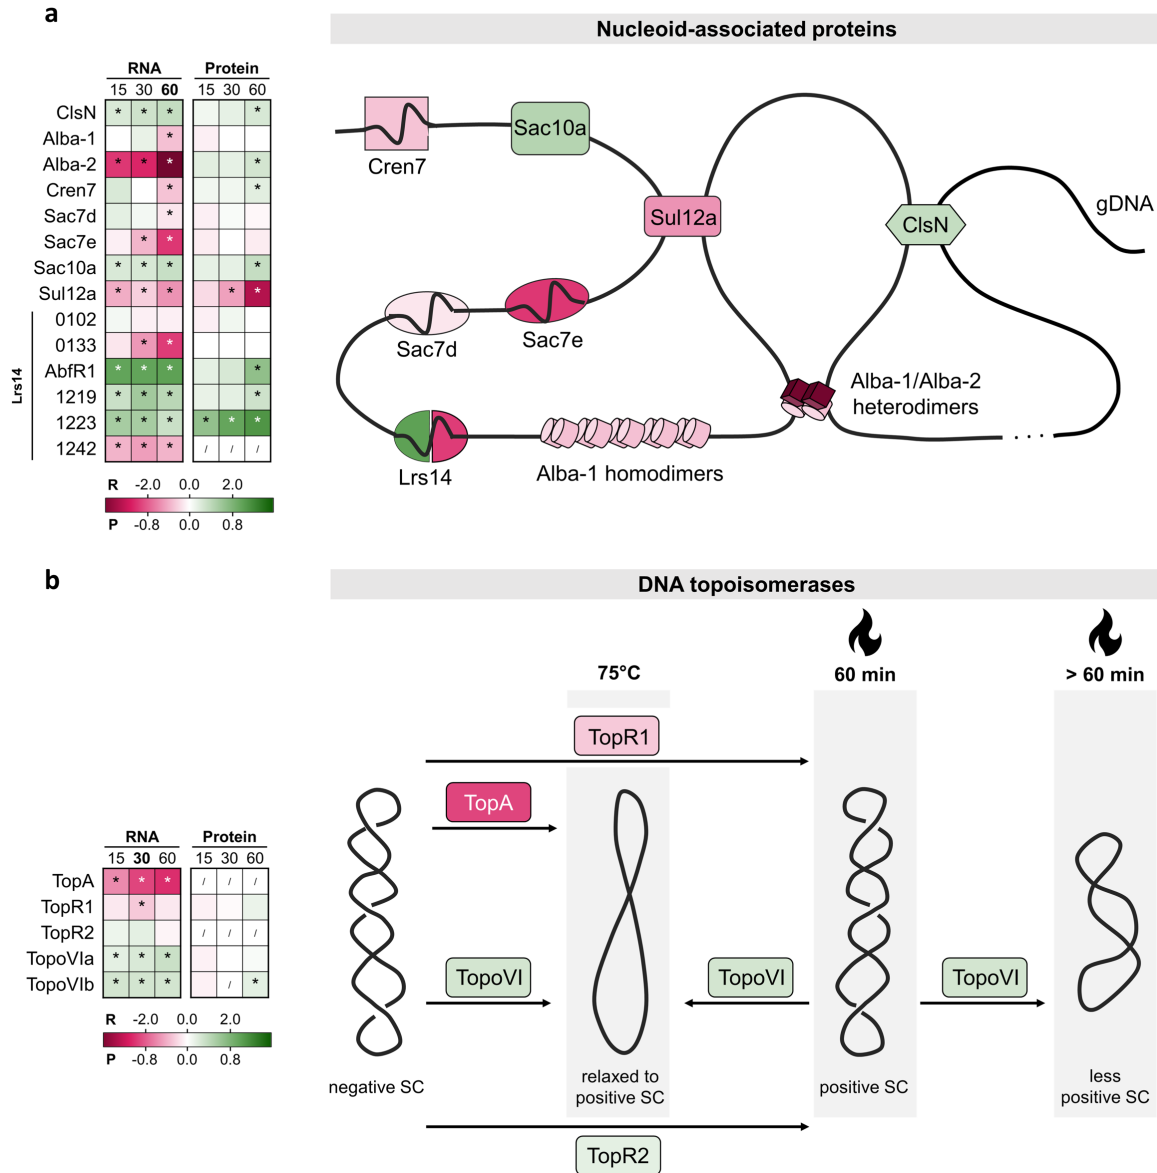 a
Nucleoid-associated proteins
RNA Protein
15 30 60 15 30 60
ClsN * * * *
Alba-1 *
Alba-2 * * * *
Cren7 * *
Sac7d *
Sac7e * *
Sac10a * * * *
Sul12a * * * * *
Lrs14
0102
0133 * *
AbfR1 * * * *
1219 * * * *
1223 * * * * * *
1242 * * * / / /
R -2.0 0.0 2.0
P -0.8 0.0 0.8
Cren7
Sac10a
Sul12a
ClsN
gDNA
Sac7d
Sac7e
Alba-1/Alba-2
heterodimers
Lrs14
Alba-1 homodimers
b
DNA topoisomerases
75°C
60 min
> 60 min
TopR1
TopA
RNA Protein
15 30 60 15 30 60
TopA * * * / / /
TopR1 *
TopR2 / / /
TopoVIa * * *
TopoVIb * * * / *
R -2.0 0.0 2.0
P -0.8 0.0 0.8
TopoVI
TopoVI
TopoVI
negative SC
relaxed to
positive SC
positive SC
less
positive SC
TopR2